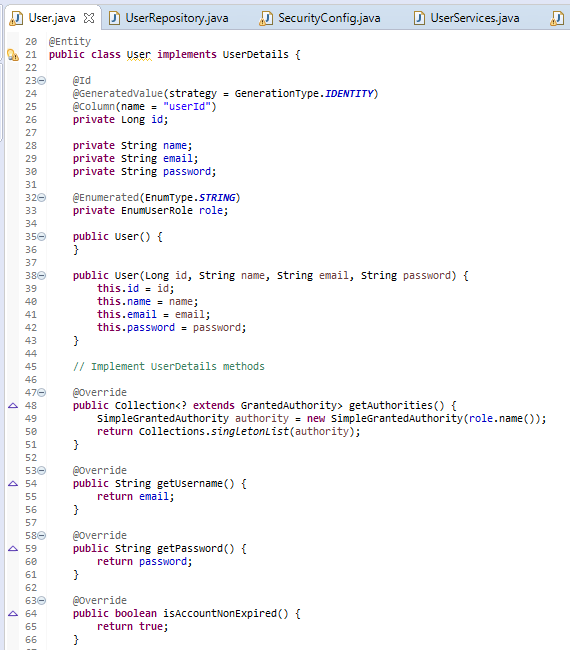 User.java UserRepository.java SecurityConfig.java UserServices.java
20 @Entity
21 public class User implements UserDetails {
22
23 @Id
24 @GeneratedValue(strategy = GenerationType.IDENTITY)
25 @Column(name = "userId")
26 private Long id;
27
28 private String name;
29 private String email;
30 private String password;
31
32 @Enumerated(EnumType.STRING)
33 private EnumUserRole role;
34
35 public User() {
36 }
37
38 public User(Long id, String name, String email, String password) {
39 this.id = id;
40 this.name = name;
41 this.email = email;
42 this.password = password;
43 }
44
45 // Implement UserDetails methods
46
47 @Override
48 public Collection<? extends GrantedAuthority> getAuthorities() {
49 SimpleGrantedAuthority authority = new SimpleGrantedAuthority(role.name());
50 return Collections.singletonList(authority);
51 }
52
53 @Override
54 public String getUsername() {
55 return email;
56 }
57
58 @Override
59 public String getPassword() {
60 return password;
61 }
62
63 @Override
64 public boolean isAccountNonExpired() {
65 return true;
66 }